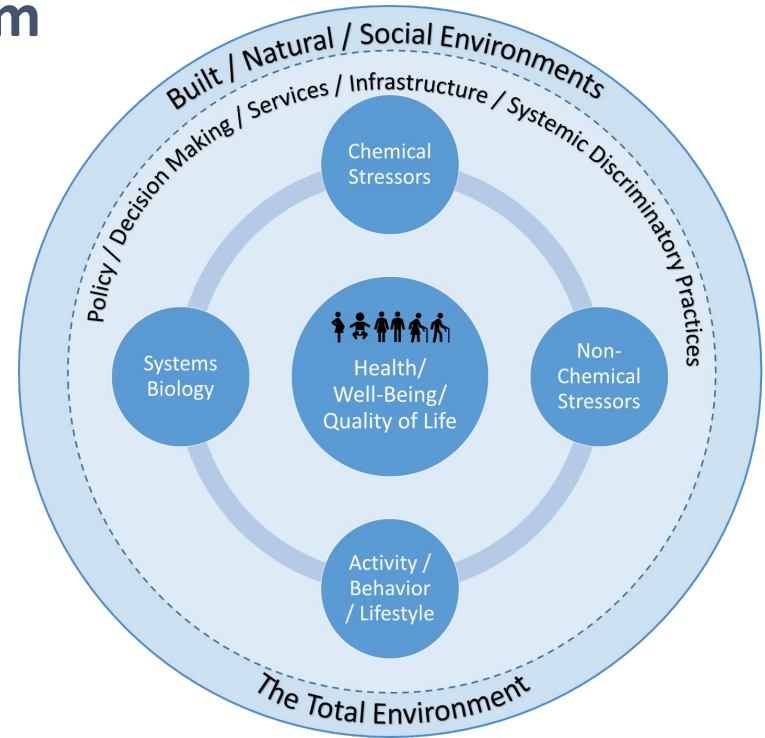 m
Built / Natural / Social Environments
Policy / Decision Making / Services / Infrastructure / Systemic Discriminatory Practices
Chemical
Stressors
Systems
Biology
Health/
Well-Being/
Quality of Life
Non-
Chemical
Stressors
Activity /
Behavior
/ Lifestyle
The Total Environment